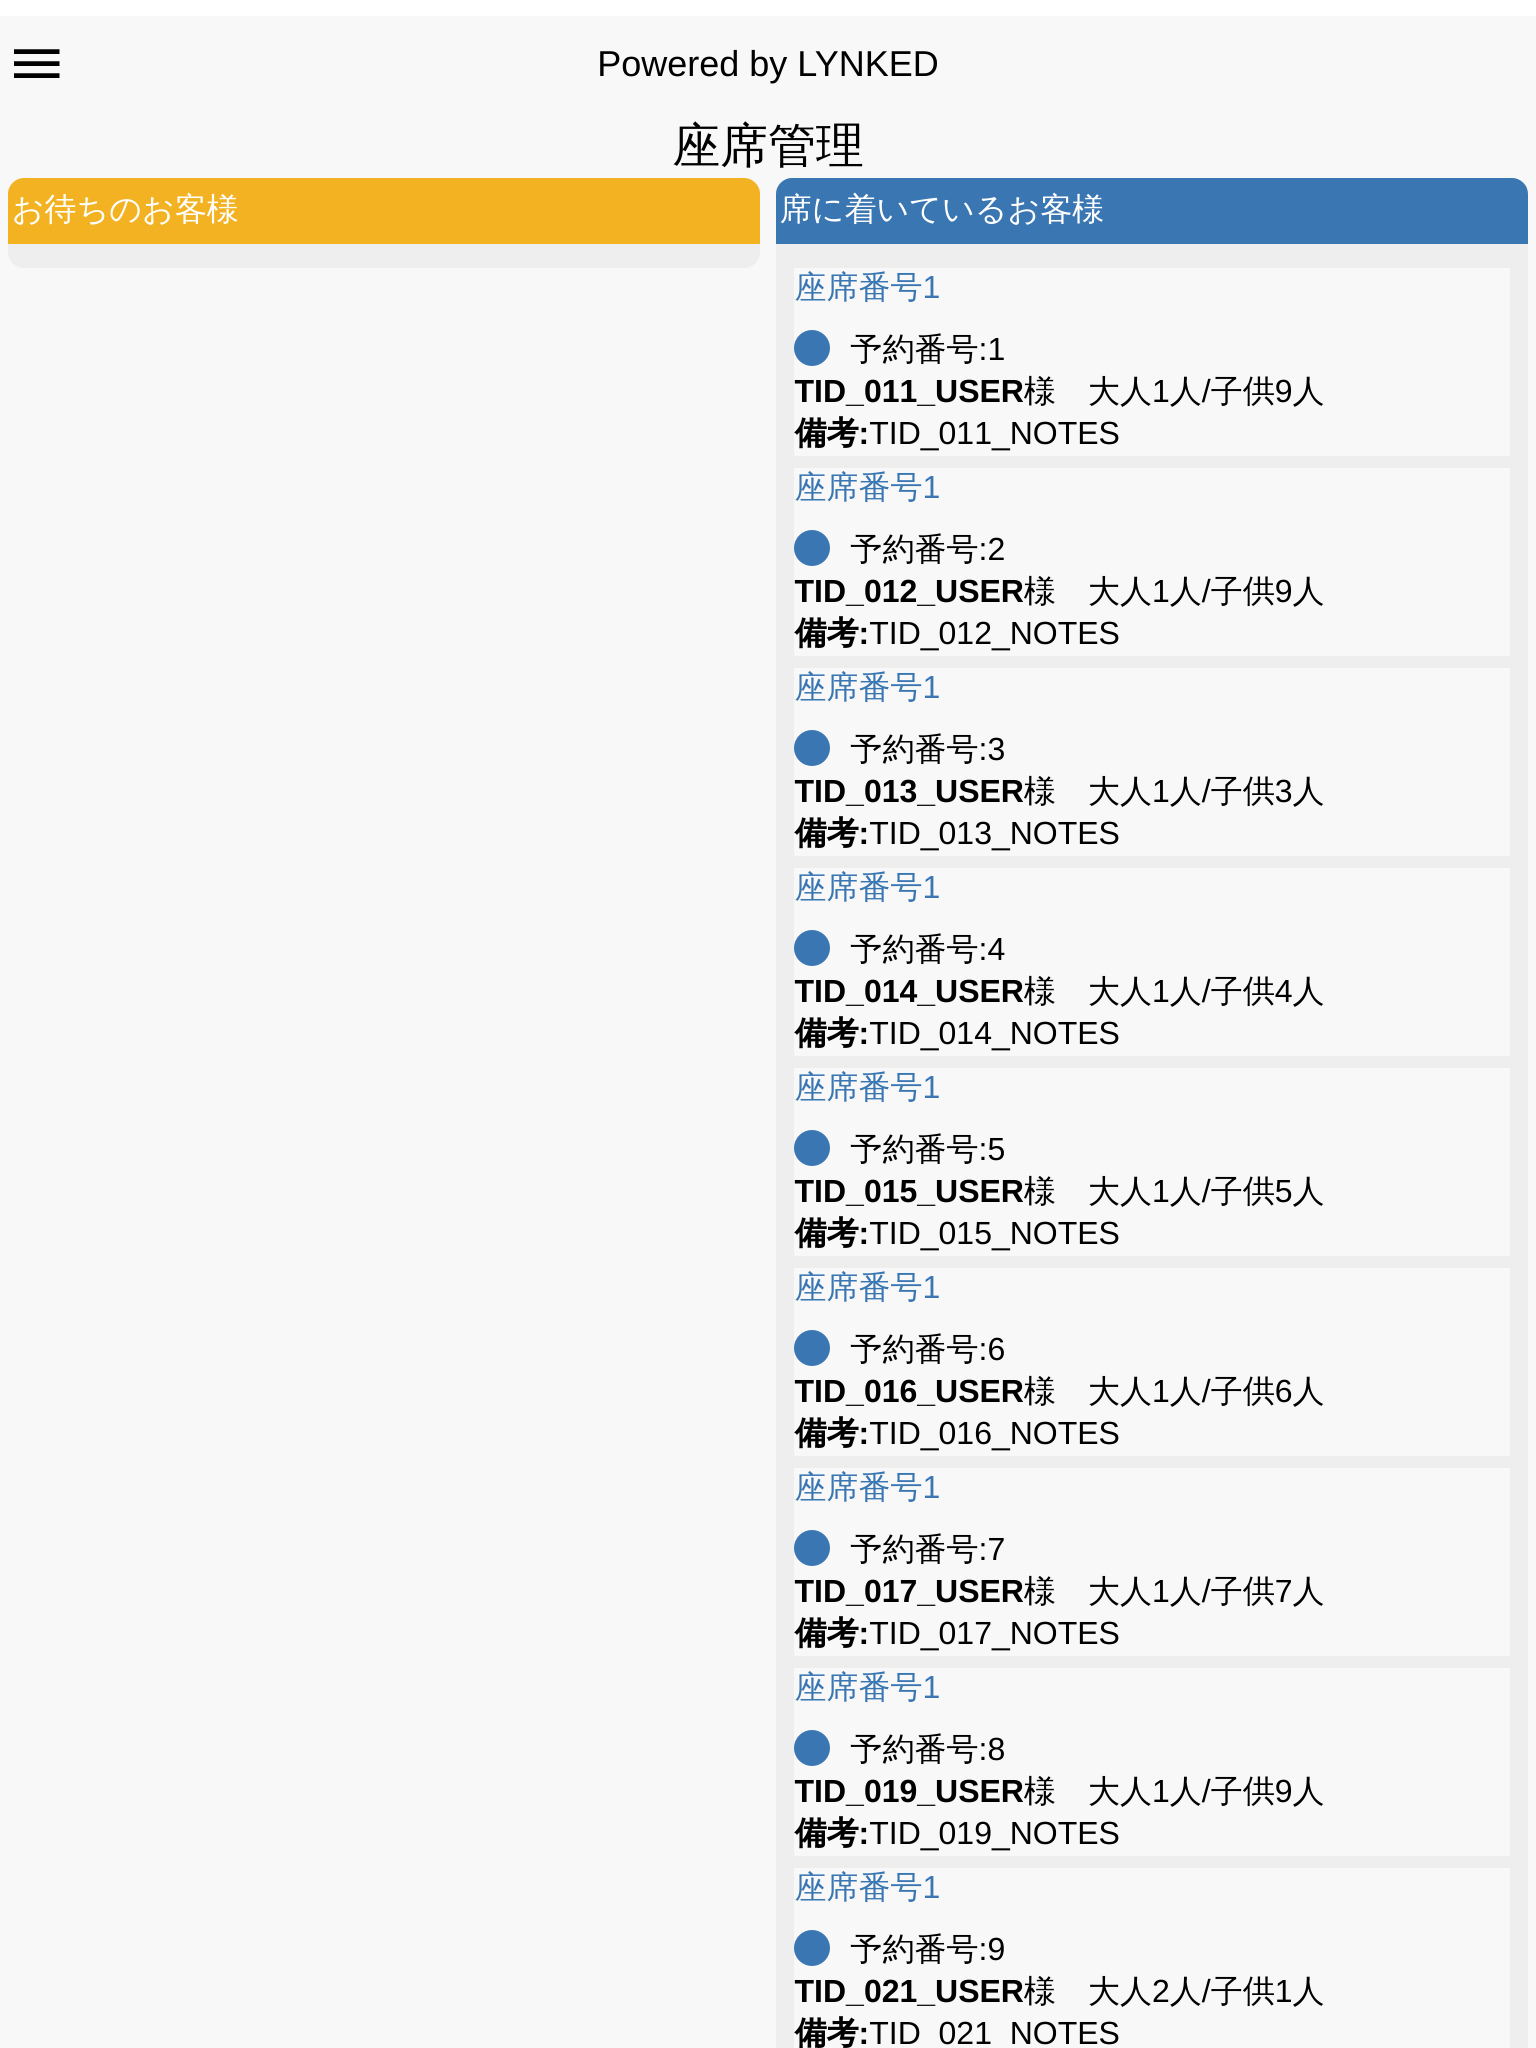 Powered by LYNKED
座席管理
お待ちのお客様
席に着いているお客様
座席番号1
予約番号:1
TID_011_USER様　大人1人/子供9人
備考:TID_011_NOTES
座席番号1
予約番号:2
TID_012_USER様　大人1人/子供9人
備考:TID_012_NOTES
座席番号1
予約番号:3
TID_013_USER様　大人1人/子供3人
備考:TID_013_NOTES
座席番号1
予約番号:4
TID_014_USER様　大人1人/子供4人
備考:TID_014_NOTES
座席番号1
予約番号:5
TID_015_USER様　大人1人/子供5人
備考:TID_015_NOTES
座席番号1
予約番号:6
TID_016_USER様　大人1人/子供6人
備考:TID_016_NOTES
座席番号1
予約番号:7
TID_017_USER様　大人1人/子供7人
備考:TID_017_NOTES
座席番号1
予約番号:8
TID_019_USER様　大人1人/子供9人
備考:TID_019_NOTES
座席番号1
予約番号:9
TID_021_USER様　大人2人/子供1人
備考:TID_021_NOTES